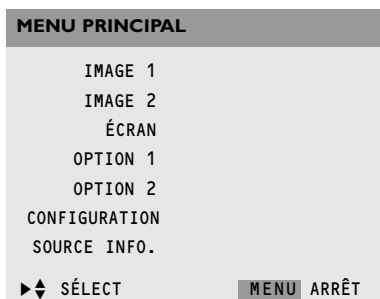 MENU PRINCIPAL
IMAGE 1
IMAGE 2
ÉCRAN
OPTION 1
OPTION 2
CONFIGURATION
SOURCE INFO.
SÉLECT MENU ARRÊT